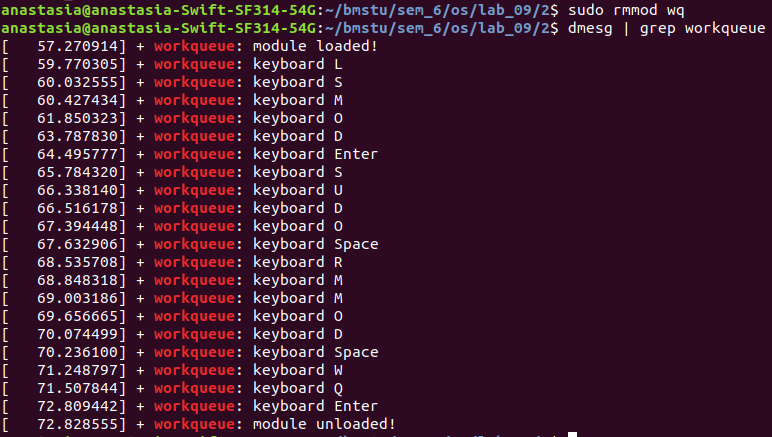 anastasia@anastasia-Swift-SF314-54G:~/bmstu/sem_6/os/lab_09/2$ sudo rmmod wq
anastasia@anastasia-Swift-SF314-54G:~/bmstu/sem_6/os/lab_09/2$ dmesg | grep workqueue
[   57.270914] + workqueue: module loaded!
[   59.770305] + workqueue: keyboard L
[   60.032555] + workqueue: keyboard S
[   60.427434] + workqueue: keyboard M
[   61.850323] + workqueue: keyboard O
[   63.787830] + workqueue: keyboard D
[   64.495777] + workqueue: keyboard Enter
[   65.784320] + workqueue: keyboard S
[   66.338140] + workqueue: keyboard U
[   66.516178] + workqueue: keyboard D
[   67.394448] + workqueue: keyboard O
[   67.632906] + workqueue: keyboard Space
[   68.535708] + workqueue: keyboard R
[   68.848318] + workqueue: keyboard M
[   69.003186] + workqueue: keyboard M
[   69.656665] + workqueue: keyboard O
[   70.074499] + workqueue: keyboard D
[   70.236100] + workqueue: keyboard Space
[   71.248797] + workqueue: keyboard W
[   71.507844] + workqueue: keyboard Q
[   72.809442] + workqueue: keyboard Enter
[   72.828555] + workqueue: module unloaded!